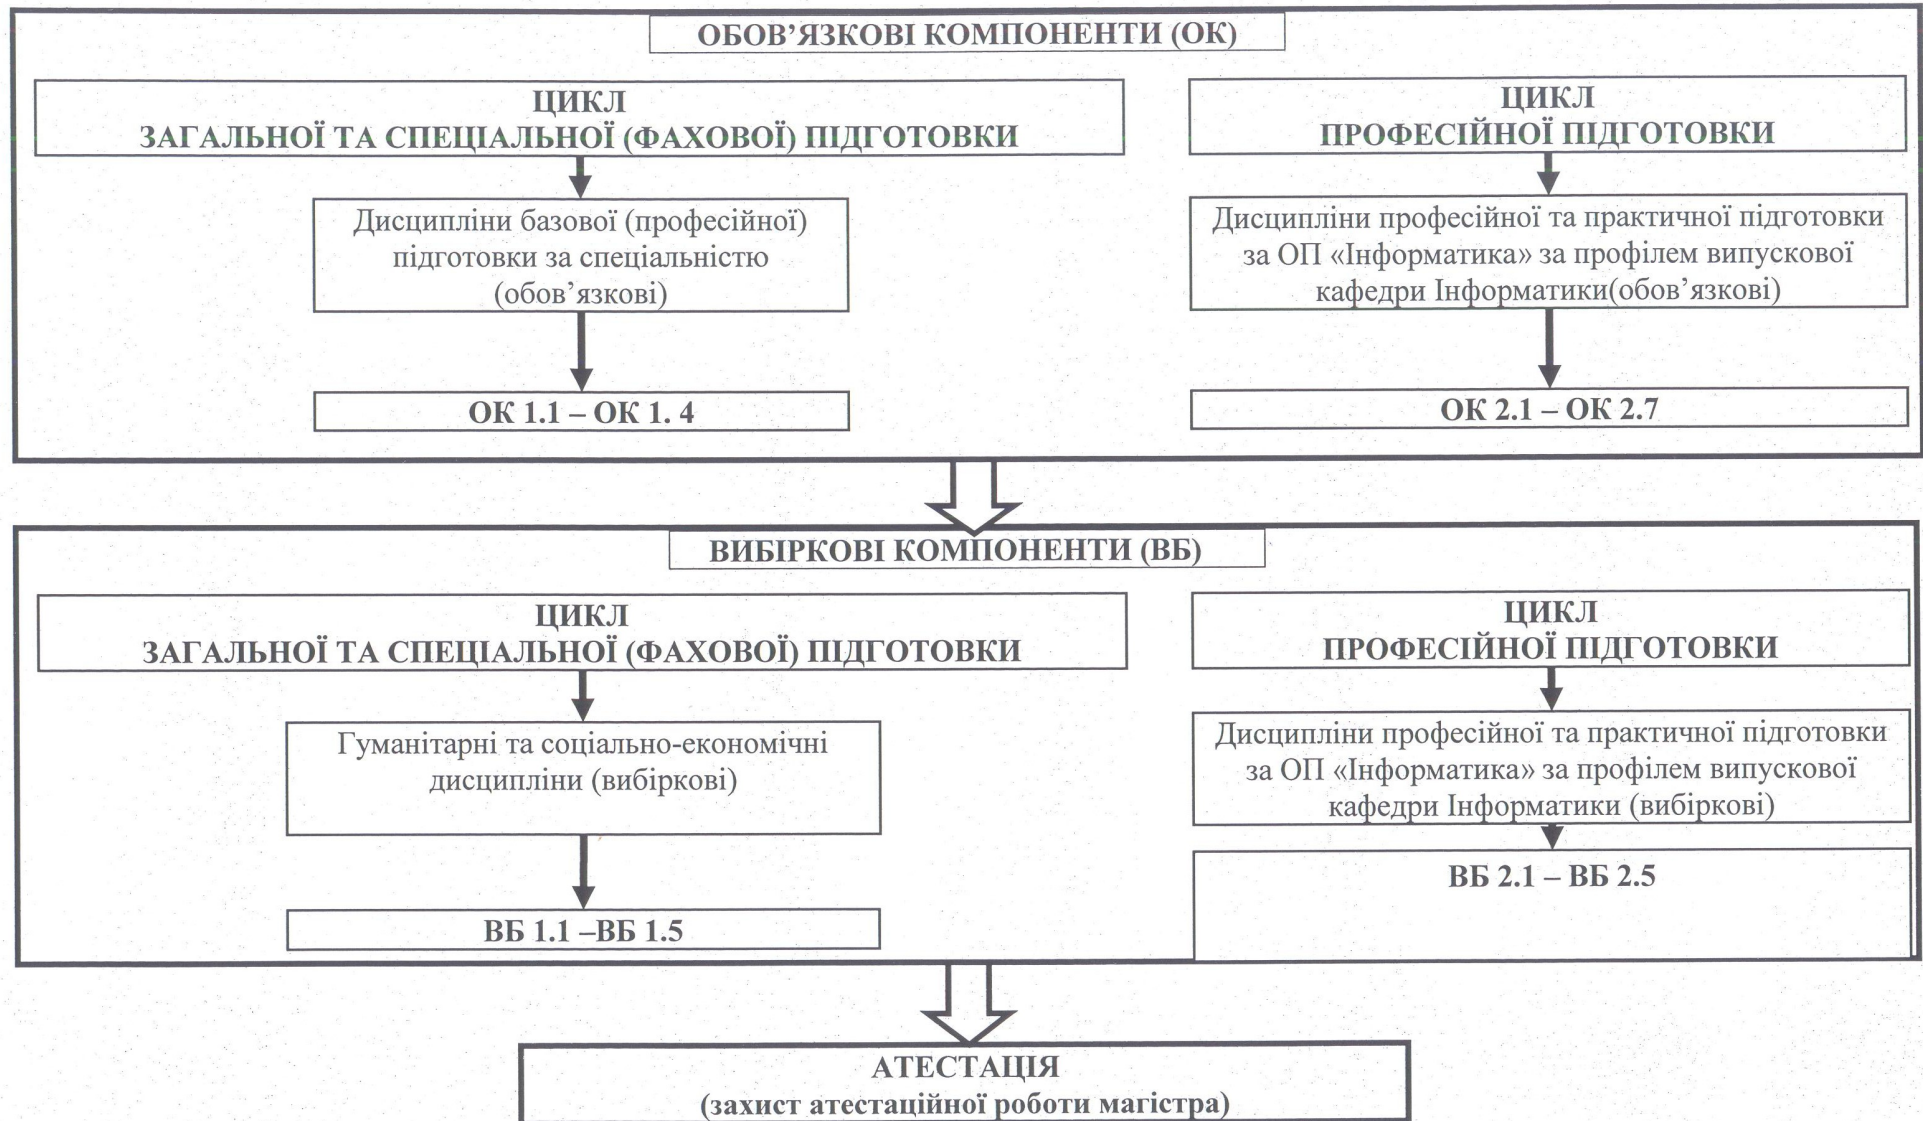 ОБОВ’ЯЗКОВІ КОМПОНЕНТИ (ОК)
ЦИКЛ
ЗАГАЛЬНОЇ ТА СПЕЦІАЛЬНОЇ (ФАХОВОЇ) ПІДГОТОВКИ
Дисципліни базової (професійної)
підготовки за спеціальністю
(обов’язкові)
ОК 1.1 – ОК 1. 4
ЦИКЛ
ПРОФЕСІЙНОЇ ПІДГОТОВКИ
Дисципліни професійної та практичної підготовки
за ОП «Інформатика» за профілем випускової
кафедри Інформатики(обов’язкові)
ОК 2.1 – ОК 2.7
ВИБІРКОВІ КОМПОНЕНТИ (ВБ)
ЦИКЛ
ЗАГАЛЬНОЇ ТА СПЕЦІАЛЬНОЇ (ФАХОВОЇ) ПІДГОТОВКИ
Гуманітарні та соціально-економічні
дисципліни (вибіркові)
ВБ 1.1 –ВБ 1.5
ЦИКЛ
ПРОФЕСІЙНОЇ ПІДГОТОВКИ
Дисципліни професійної та практичної підготовки
за ОП «Інформатика» за профілем випускової
кафедри Інформатики (вибіркові)
ВБ 2.1 – ВБ 2.5
АТЕСТАЦІЯ
(захист атестаційної роботи магістра)